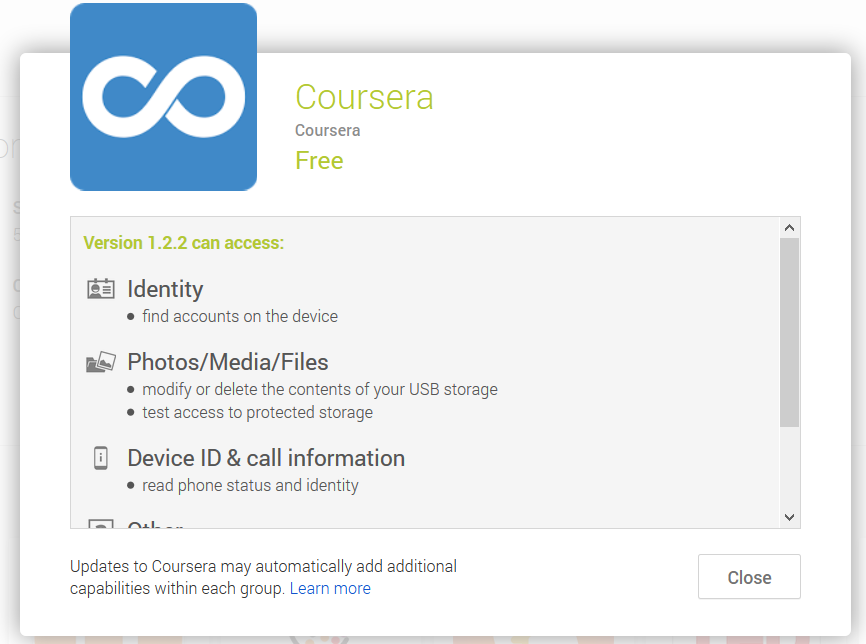 Coursera
Coursera
Free
Version 1.2.2 can access:
Identity
find accounts on the device
Photos/Media/Files
modify or delete the contents of your USB storage
test access to protected storage
Device ID & call information
read phone status and identity
Other
Updates to Coursera may automatically add additional
capabilities within each group. Learn more
Close